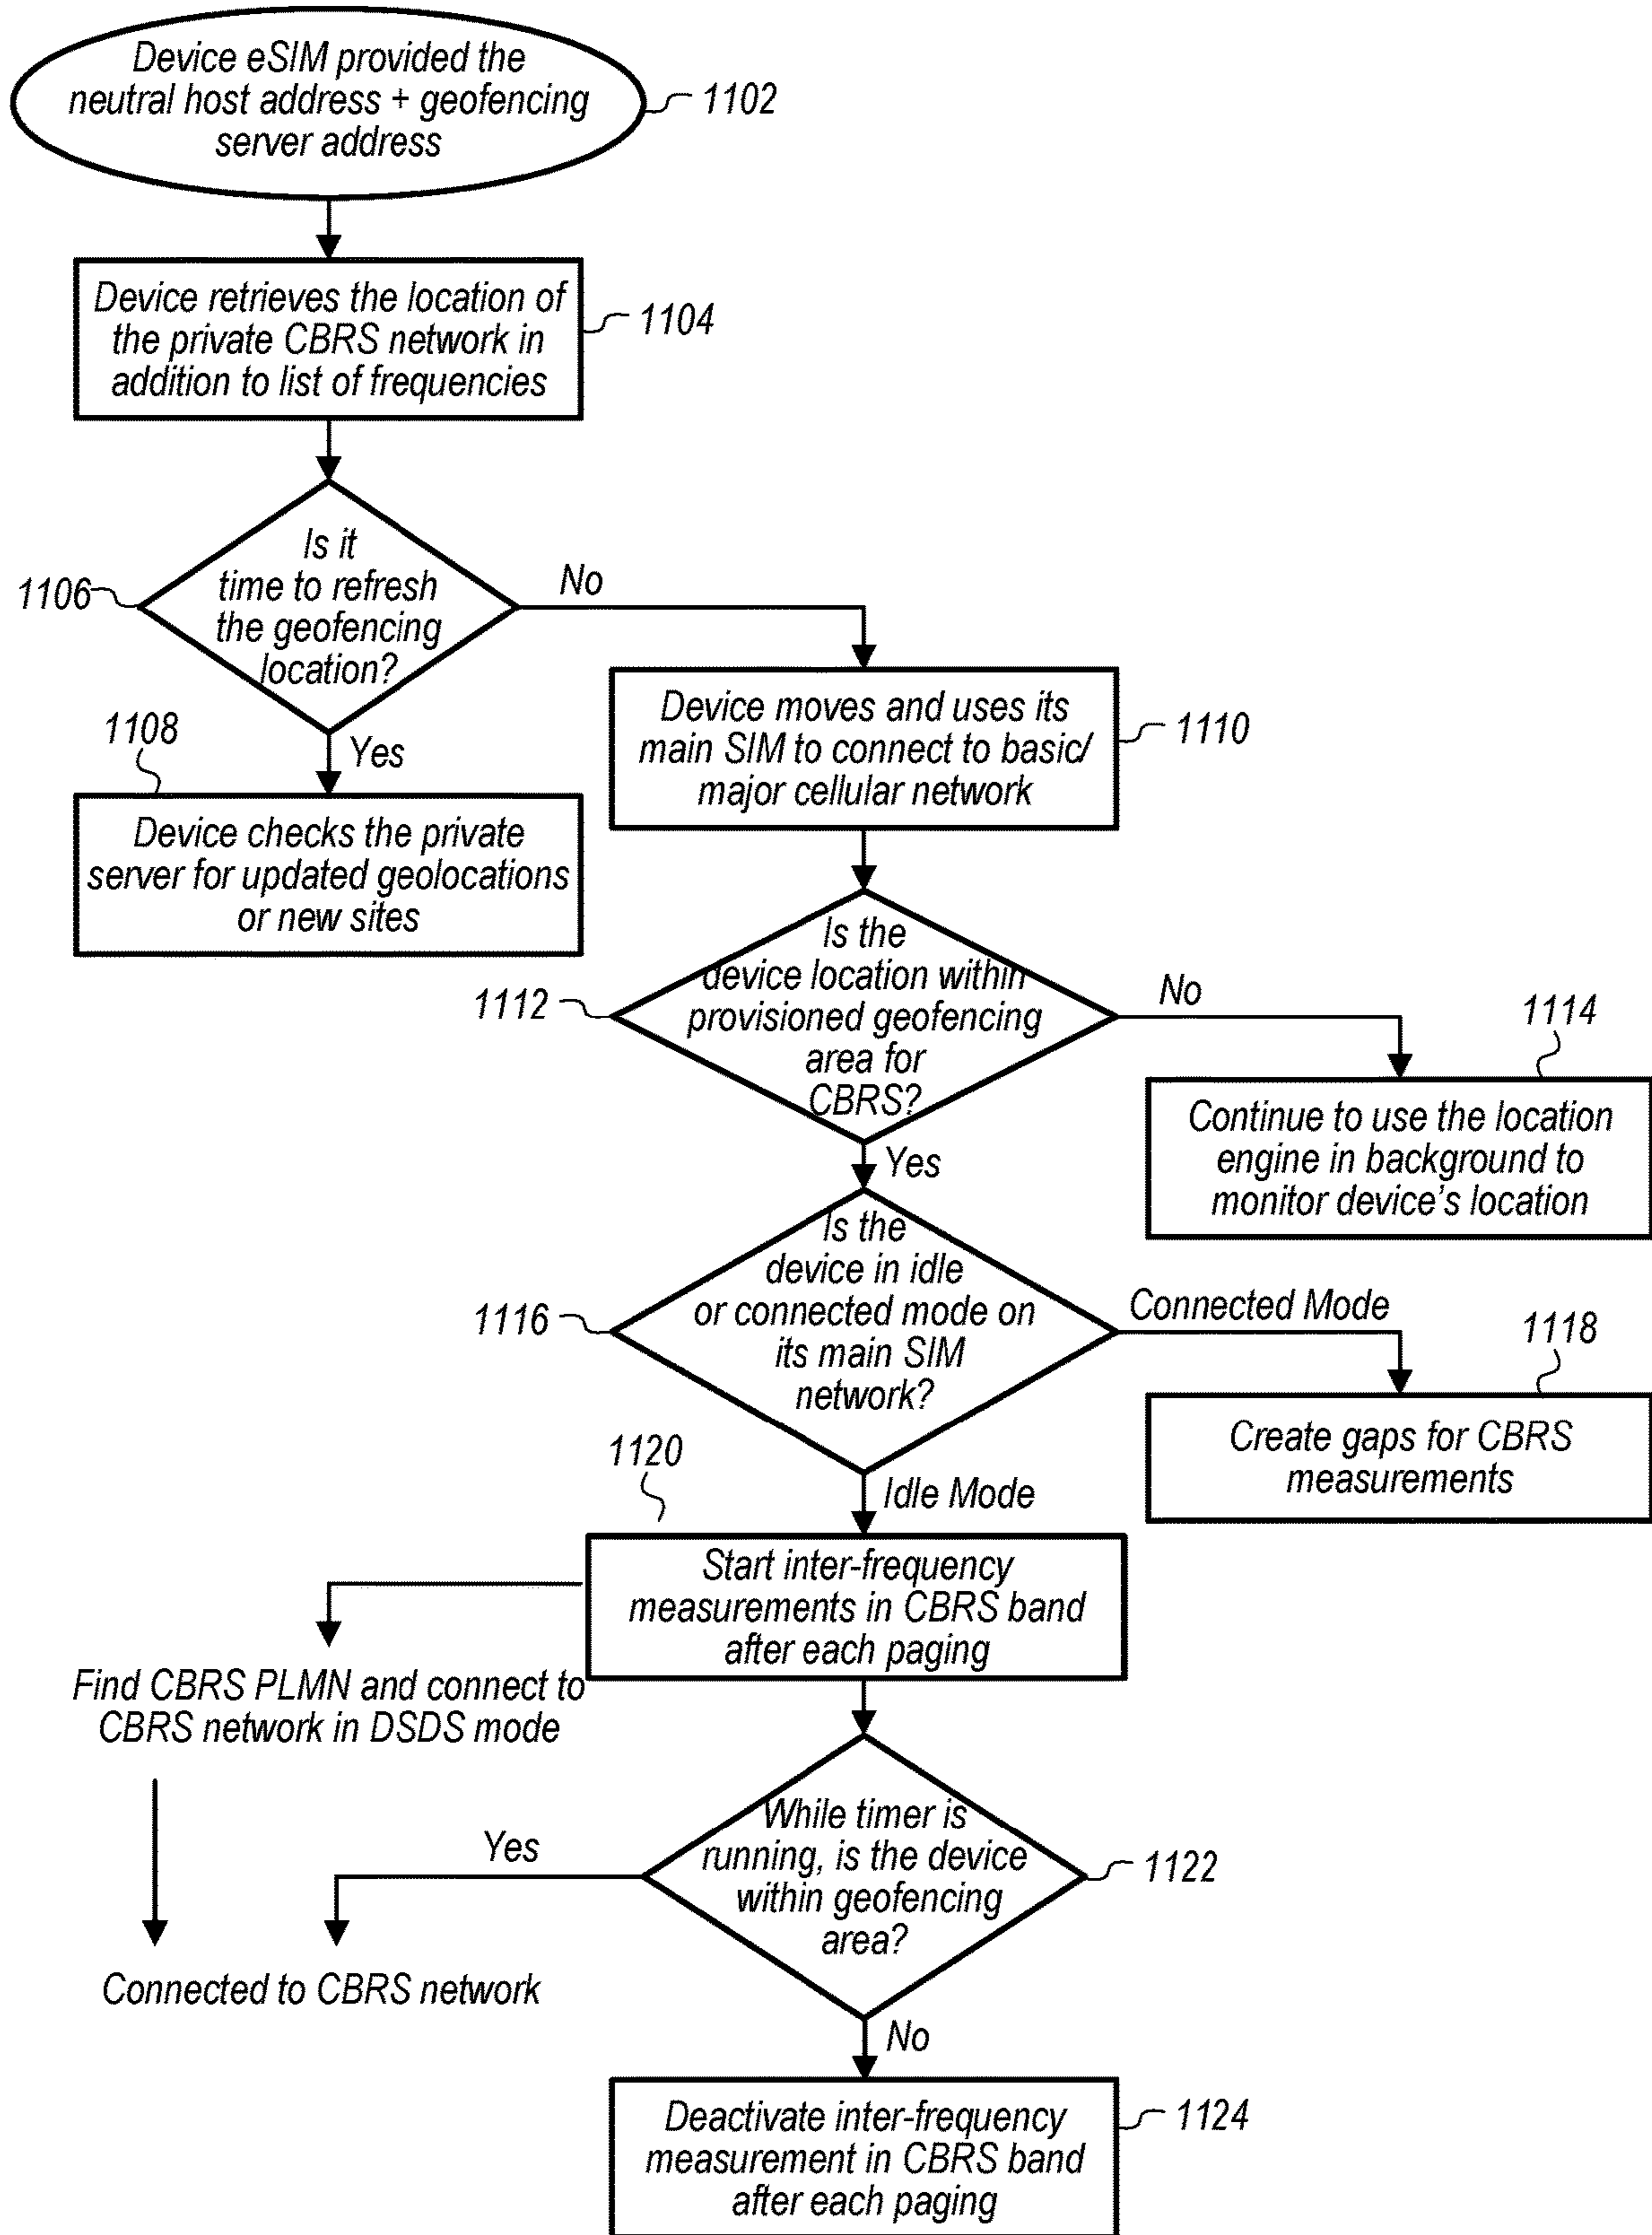 Device eSIM provided the
neutral host address + geofencing
server address
1102
Device retrieves the location of
the private CBRS network in
addition to list of frequencies
1104
Is it
time to refresh
the geofencing
location?
1106
No
Yes
1108
Device checks the private
server for updated geolocations
or new sites
Device moves and uses its
main SIM to connect to basic/
major cellular network
1110
Is the
device location within
provisioned geofencing
area for
CBRS?
1112
No
1114
Continue to use the location
engine in background to
monitor device's location
Yes
Is the
device in idle
or connected mode on
its main SIM
network?
1116
Connected Mode
1118
Create gaps for CBRS
measurements
Idle Mode
1120
Start inter-frequency
measurements in CBRS band
after each paging
Find CBRS PLMN and connect to
CBRS network in DSDS mode
While timer is
running, is the device
within geofencing
area?
1122
Yes
Connected to CBRS network
No
Deactivate inter-frequency
measurement in CBRS band
after each paging
1124